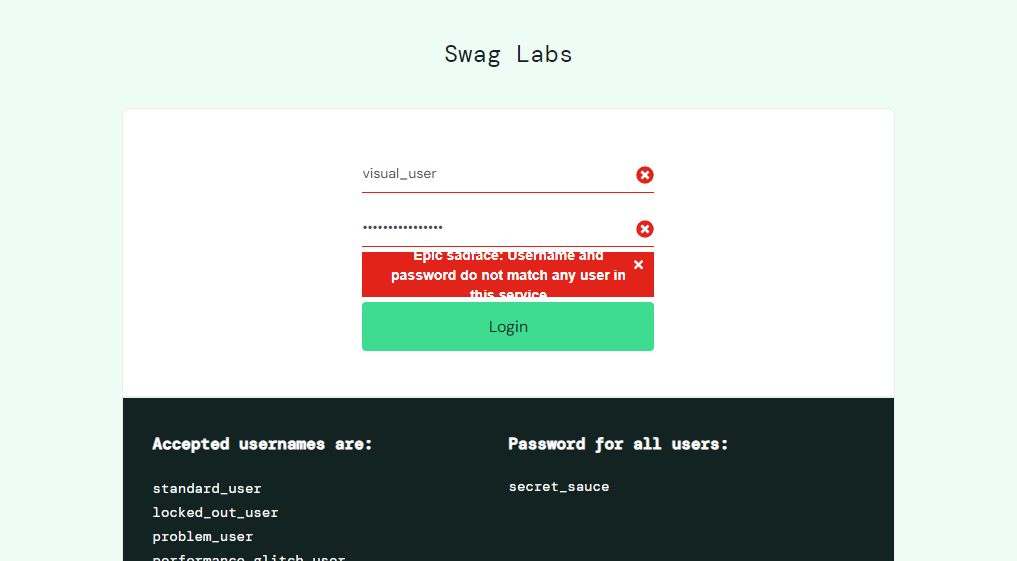 Swag Labs
visual_user
••••••••••••••••
Epic sadface: Username and
password do not match any user in
this service
Login
Accepted usernames are:
Password for all users:
standard_user
secret_sauce
locked_out_user
problem_user
performance_glitch_user